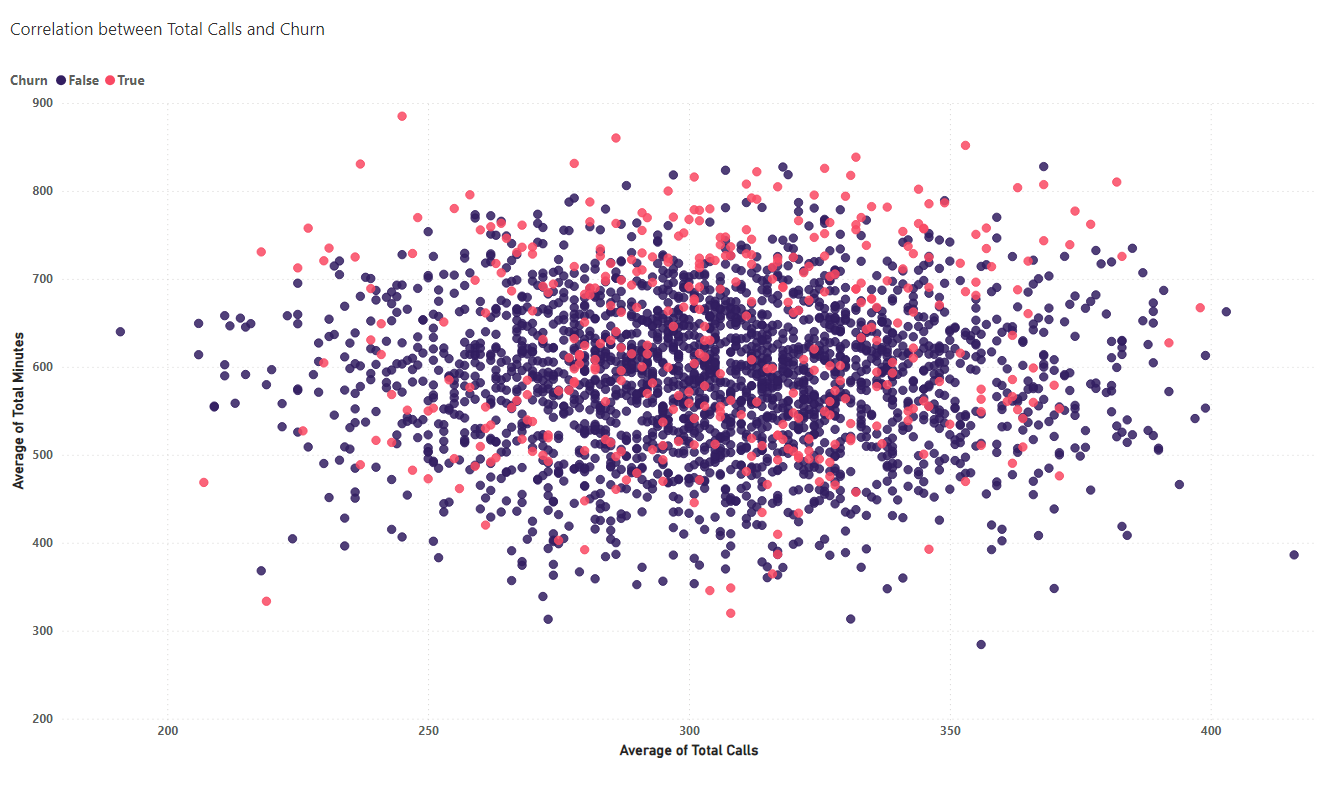 Correlation between Total Calls and Churn
Churn False True
900
800
700
600
500
400
300
200
Average of Total Minutes
200 250 300 350 400
Average of Total Calls